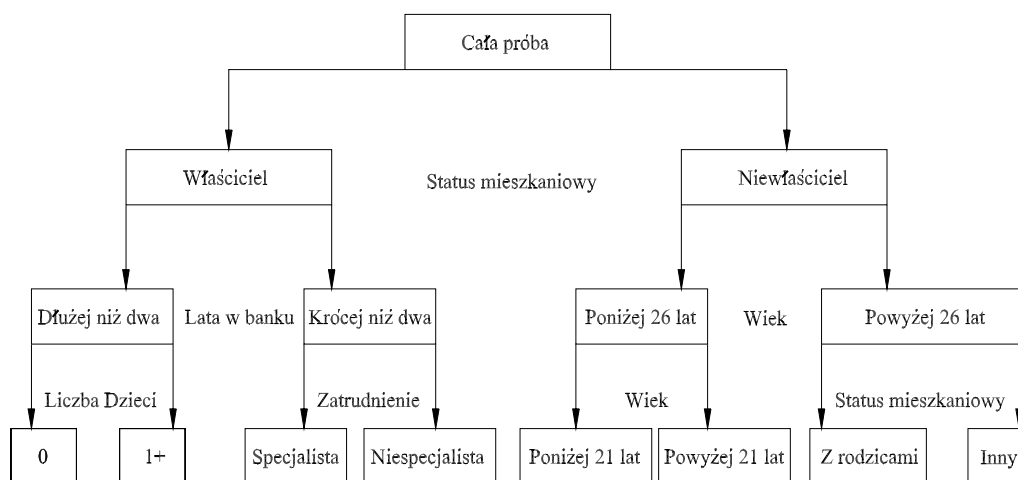 Cała próba
Właściciel
Status mieszkaniowy
Niewłaściciel
Dłużej niż dwa
Lata w banku
Krócej niż dwa
Poniżej 26 lat
Wiek
Powyżej 26 lat
Liczba Dzieci
Zatrudnienie
Wiek
Status mieszkaniowy
0
1+
Specjalista
Niespecjalista
Poniżej 21 lat
Powyżej 21 lat
Z rodzicami
Inny